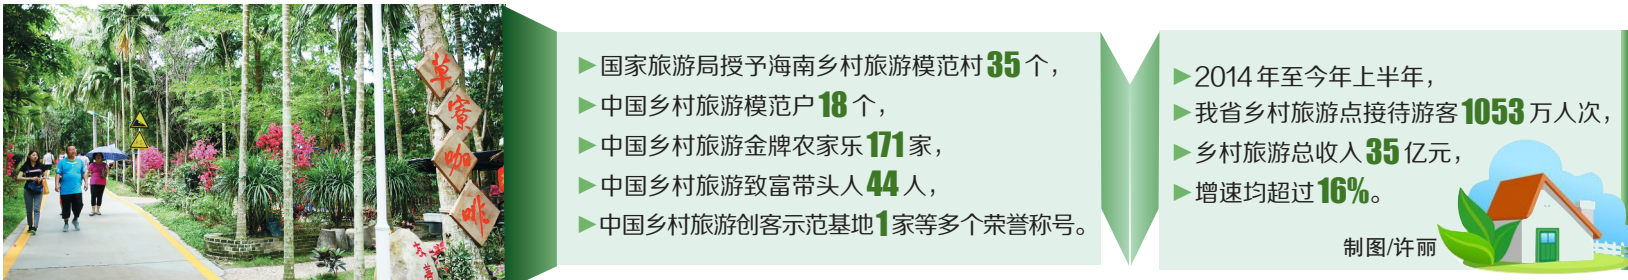 草寮咖啡
▶国家旅游局授予海南乡村旅游模范村35个，
▶中国乡村旅游模范户18个，
▶中国乡村旅游金牌农家乐171家，
▶中国乡村旅游致富带头人44人，
▶中国乡村旅游创客示范基地1家等多个荣誉称号。
▶2014年至今年上半年，
▶我省乡村旅游点接待游客1053万人次，
▶乡村旅游总收入35亿元，
▶增速均超过16%。
制图/许丽